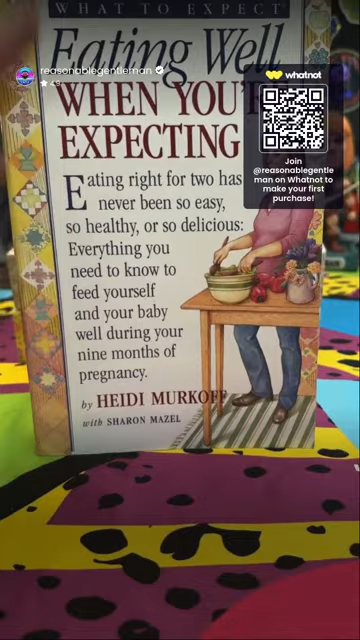 WHAT TO EXPECT
Eating Well
reasonablegentleman
whatnot
WHEN YOU'R
EXPECTING
Join
@reasonablegentle
man on Whatnot to
make your first
purchase!
Eating right for two has
never been so easy,
so healthy, or so delicious:
Everything you
need to know to
feed yourself
and your baby
well during your
nine months of
pregnancy.
by HEIDI MURKOFF
with SHARON MAZEL